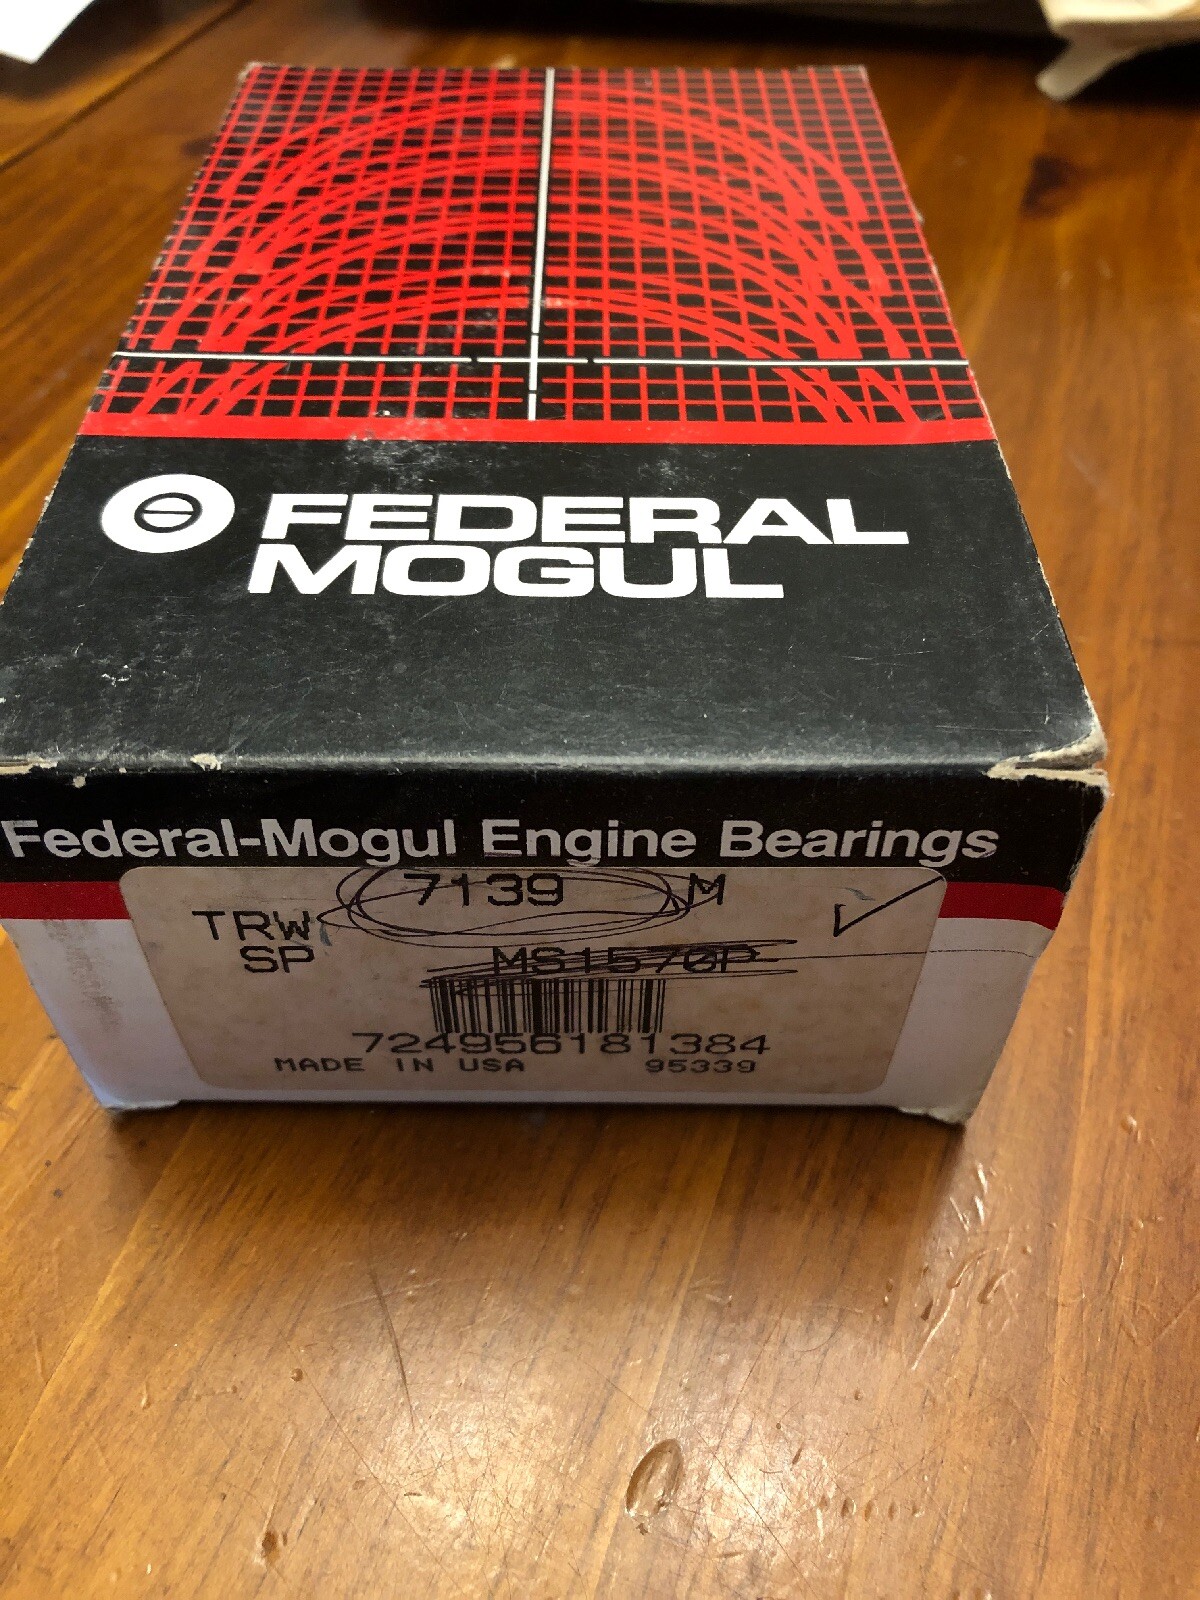 FEDERAL
MOGUL
Federal-Mogul Engine Bearings
7139 M
TRW
SP MS1570P
724956181384
MADE IN USA 95339